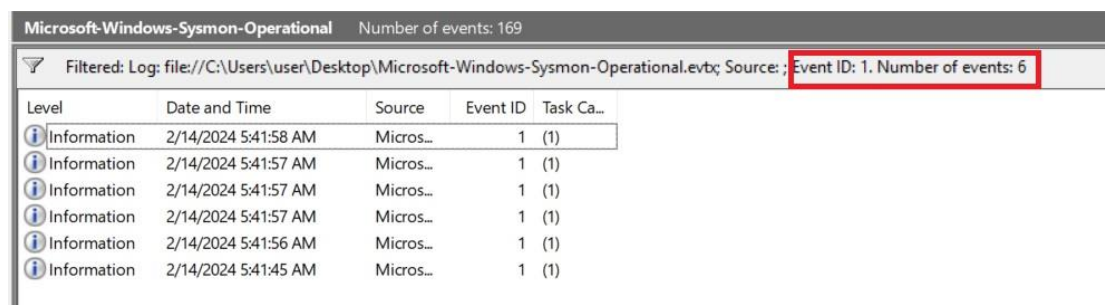 Microsoft-Windows-Sysmon-Operational Number of events: 169
Filtered: Log: file://C:\Users\user\Desktop\Microsoft-Windows-Sysmon-Operational.evtx; Source: ; Event ID: 1. Number of events: 6
Level Date and Time Source Event ID Task Ca...
Information 2/14/2024 5:41:58 AM Micros... 1 (1)
Information 2/14/2024 5:41:57 AM Micros... 1 (1)
Information 2/14/2024 5:41:57 AM Micros... 1 (1)
Information 2/14/2024 5:41:57 AM Micros... 1 (1)
Information 2/14/2024 5:41:56 AM Micros... 1 (1)
Information 2/14/2024 5:41:45 AM Micros... 1 (1)